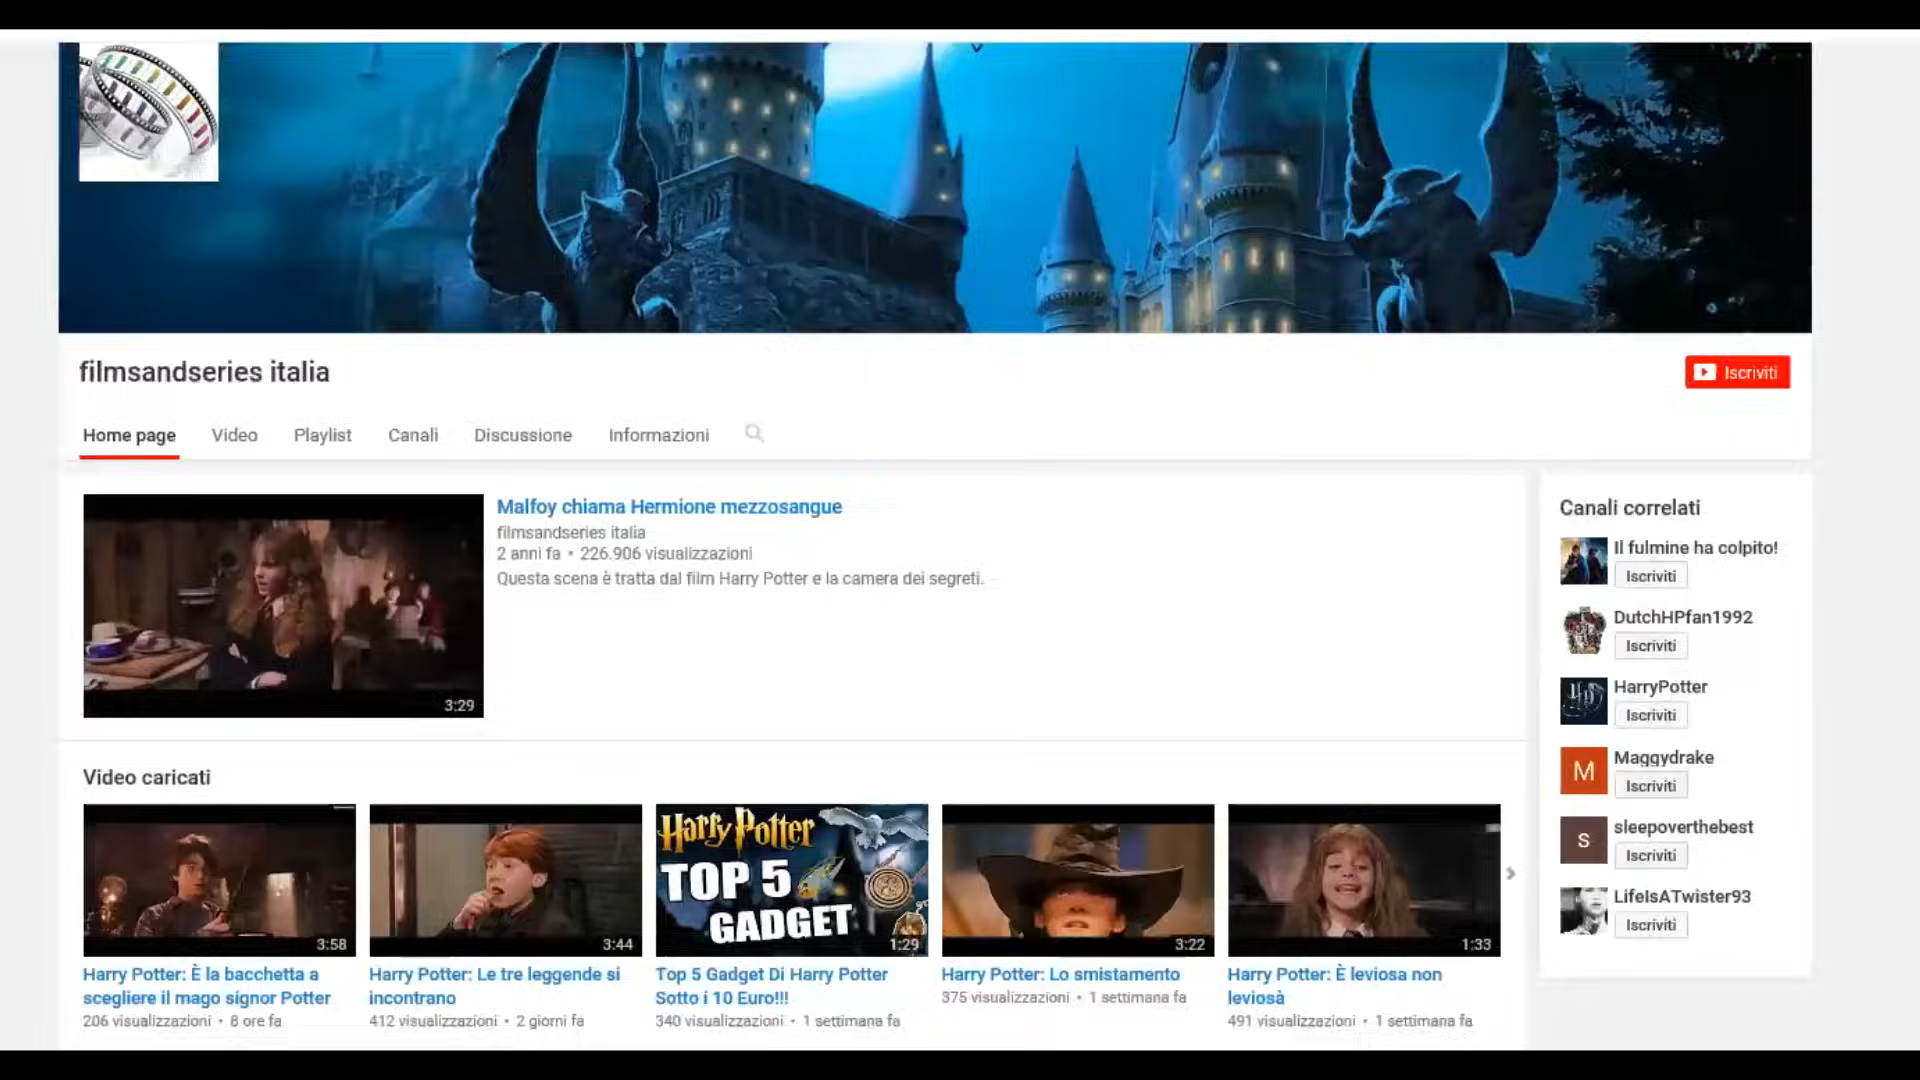 filmsandseries italia
Iscriviti
Home page Video Playlist Canali Discussione Informazioni
Malfoy chiama Hermione mezzosangue
filmsandseries italia
2 anni fa • 226.906 visualizzazioni
Questa scena è tratta dal film Harry Potter e la camera dei segreti.
3:29
Video caricati
3:58
Harry Potter: È la bacchetta a
scegliere il mago signor Potter
206 visualizzazioni • 8 ore fa
3:44
Harry Potter: Le tre leggende si
incontrano
412 visualizzazioni • 2 giorni fa
Harry Potter
TOP 5
GADGET
1:29
Top 5 Gadget Di Harry Potter
Sotto i 10 Euro!!!
340 visualizzazioni • 1 settimana fa
3:22
Harry Potter: Lo smistamento
375 visualizzazioni • 1 settimana fa
1:33
Harry Potter: È leviosa non
leviosà
491 visualizzazioni • 1 settimana fa
Canali correlati
Il fulmine ha colpito!
Iscriviti
DutchHPfan1992
Iscriviti
HP
HarryPotter
Iscriviti
M
Maggydrake
Iscriviti
s
sleepoverthebest
Iscriviti
LifeIsATwister93
Iscriviti